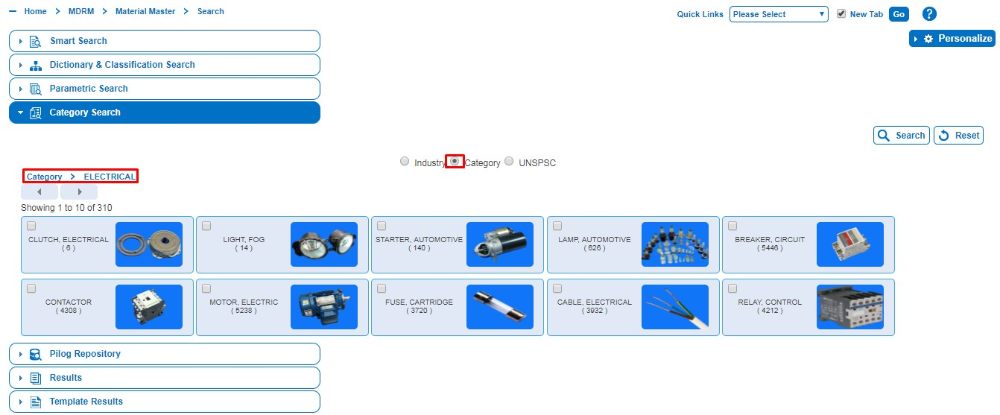 Home > MDRM > Material Master > Search
Quick Links Please Select New Tab Go ?
Smart Search
Personalize
Dictionary & Classification Search
Parametric Search
Category Search
Search Reset
Industry Category UNSPSC
Category > ELECTRICAL
Showing 1 to 10 of 310
CLUTCH, ELECTRICAL
( 6 )
LIGHT, FOG
( 14 )
STARTER, AUTOMOTIVE
( 140 )
LAMP, AUTOMOTIVE
( 626 )
BREAKER, CIRCUIT
( 5446 )
CONTACTOR
( 4308 )
MOTOR, ELECTRIC
( 5238 )
FUSE, CARTRIDGE
( 3720 )
CABLE, ELECTRICAL
( 3932 )
RELAY, CONTROL
( 4212 )
Pilog Repository
Results
Template Results